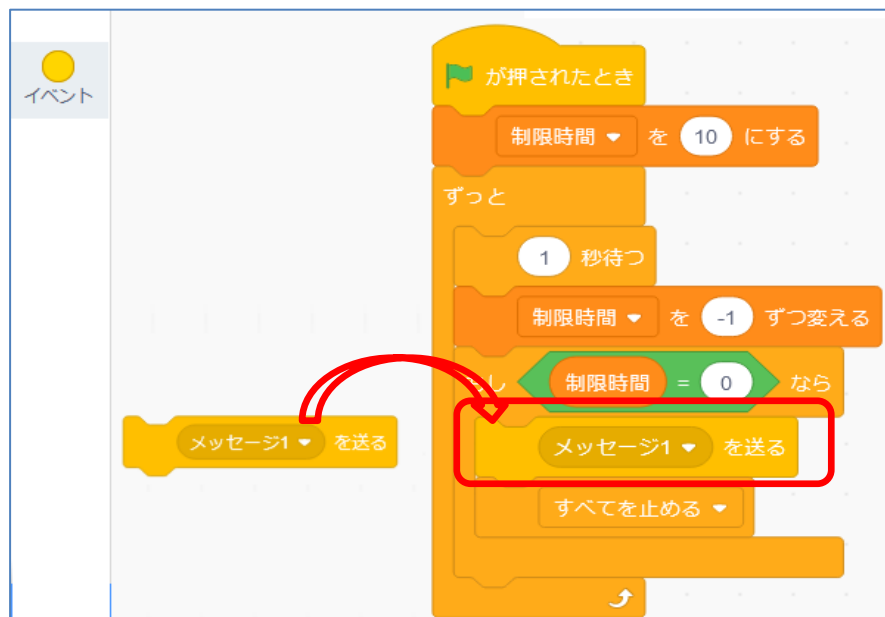 イベント
が押されたとき
制限時間 を 10 にする
ずっと
1 秒待つ
制限時間 を -1 ずつ変える
し 制限時間 = 0 なら
メッセージ1 を送る
メッセージ1 を送る
すべてを止める